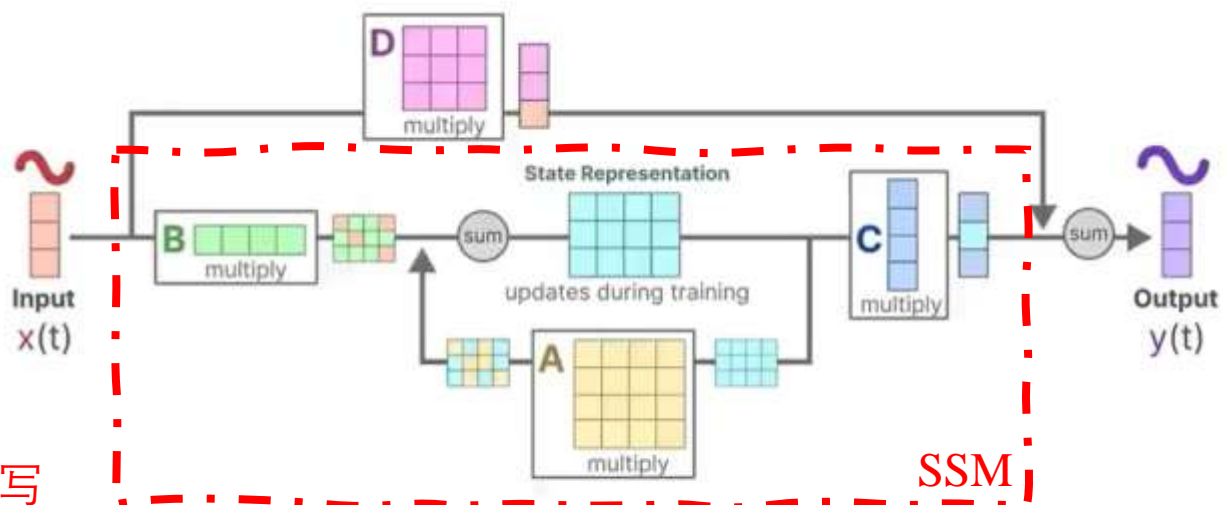 D
multiply
State Representation
B
multiply
sum
updates during training
C
multiply
sum
Input
x(t)
Output
y(t)
A
multiply
写
SSM